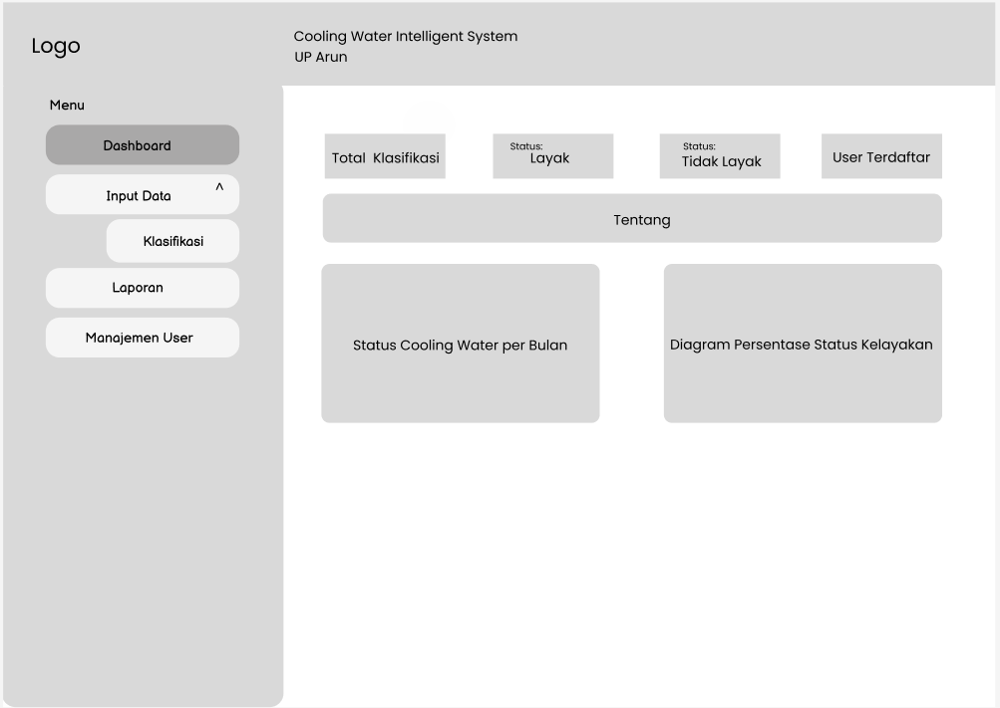 Logo
Cooling Water Intelligent System
UP Arun
Menu
Dashboard
Input Data ^
Klasifikasi
Laporan
Manajemen User
Total Klasifikasi
Status:
Layak
Status:
Tidak Layak
User Terdaftar
Tentang
Status Cooling Water per Bulan
Diagram Persentase Status Kelayakan